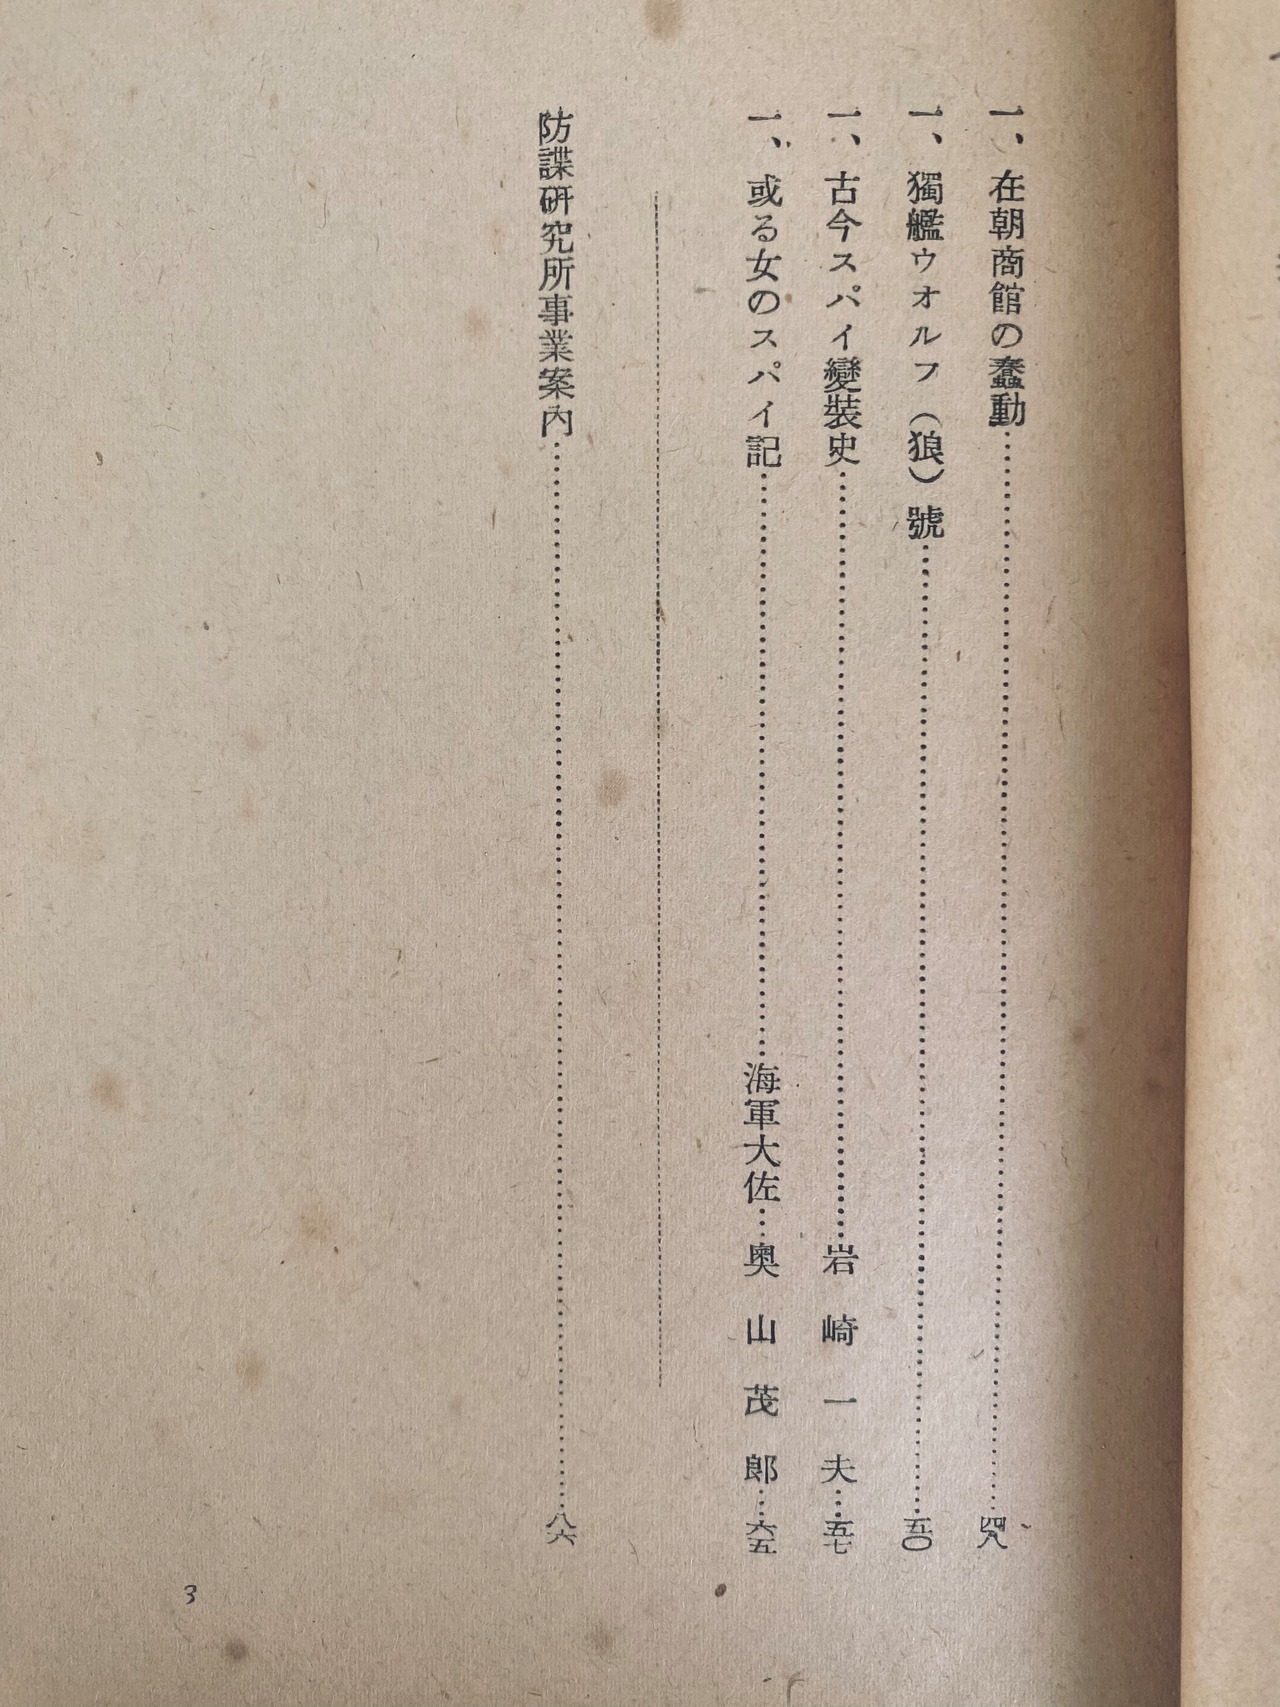 一、在朝商館の蠢動……四八
一、獨艦ウオルフ（狼）號……五〇
一、古今スパイ變裝史……岩崎一夫…五七
一、或る女のスパイ記……海軍大佐…奥山茂郎…六五
防諜研究所事業案内……八六
3